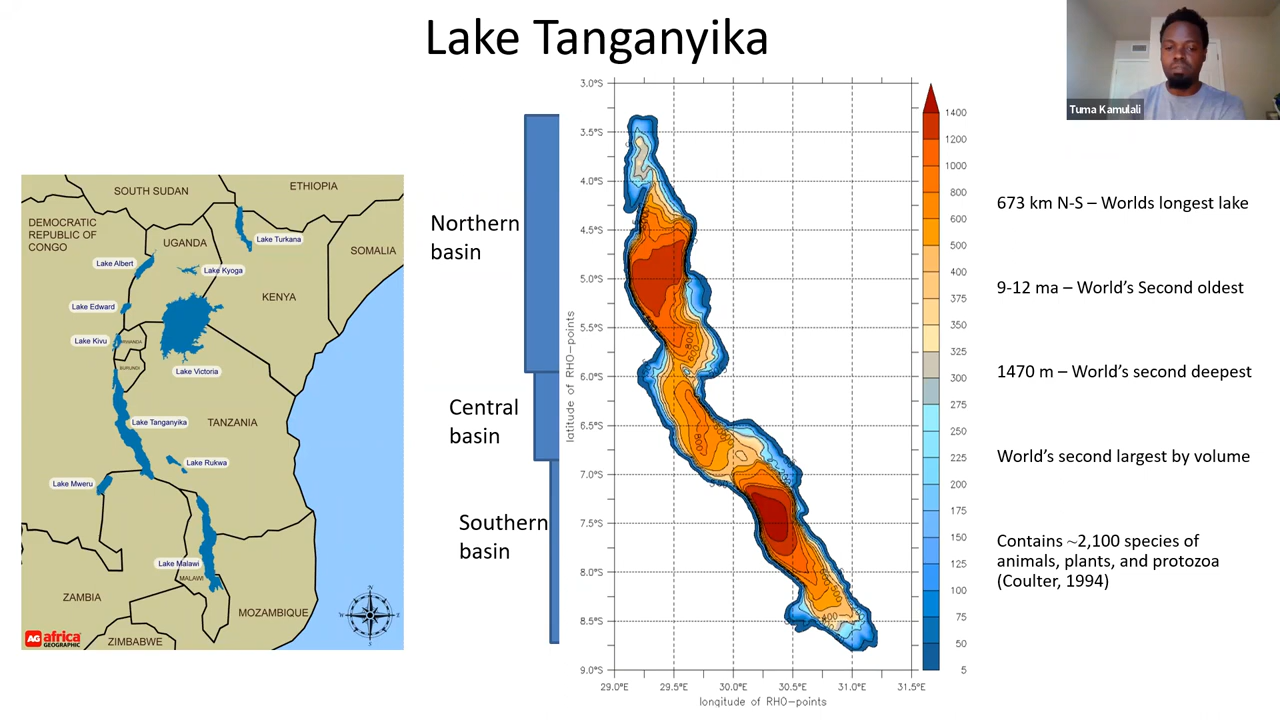 Lake Tanganyika
Tuma Kamulali
SOUTH SUDAN
ETHIOPIA
DEMOCRATIC
REPUBLIC OF
CONGO
UGANDA
Lake Turkana
SOMALIA
Lake Albert
Lake Kyoga
KENYA
Lake Edward
Lake Kivu
RWANDA
BURUNDI
Lake Victoria
Lake Tanganyika
TANZANIA
Lake Rukwa
Lake Mweru
Lake Malawi
MALAWI
ZAMBIA
MOZAMBIQUE
ZIMBABWE
AG africa
GEOGRAPHIC
N
E
S
W
Northern
basin
Central
basin
Southern
basin
latitude of RHO-points
3.0°S
3.5°S
4.0°S
4.5°S
5.0°S
5.5°S
6.0°S
6.5°S
7.0°S
7.5°S
8.0°S
8.5°S
9.0°S
29.0°E 29.5°E 30.0°E 30.5°E 31.0°E 31.5°E
longitude of RHO-points
400
1400
1200
1000
800
600
500
400
375
350
325
300
275
250
225
200
175
150
125
100
75
50
5
673 km N-S – Worlds longest lake
9-12 ma – World’s Second oldest
1470 m – World’s second deepest
World’s second largest by volume
Contains ~2,100 species of
animals, plants, and protozoa
(Coulter, 1994)